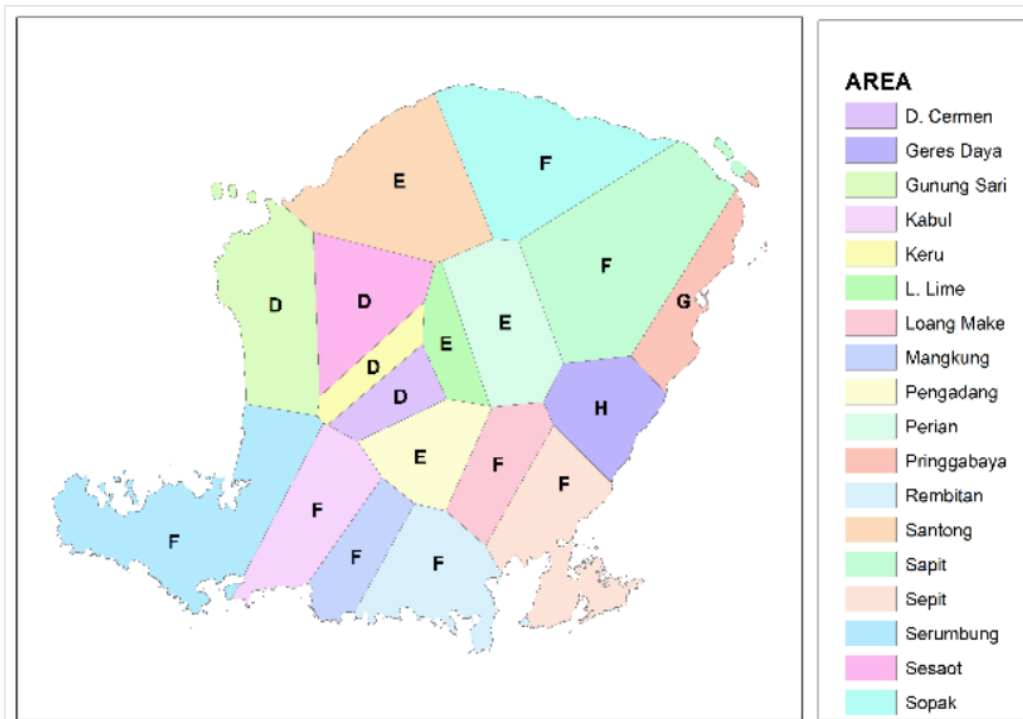 AREA
D. Cermen
Geres Daya
Gunung Sari
Kabul
Keru
L. Lime
Loang Make
Mangkung
Pengadang
Perian
Pringgabaya
Rembitan
Santong
Sapit
Sepit
Serumbung
Sesaot
Sopak
F
E
F
G
D
D
E
E
D
D
H
E
F
F
F
F
F
F